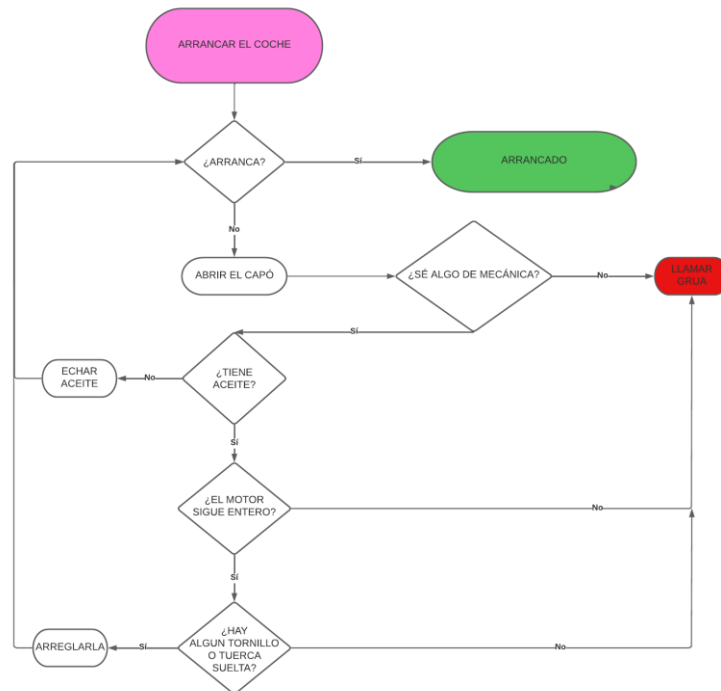 ARRANCAR EL COCHE
¿ARRANCA?
Sí
ARRANCADO
No
ABRIR EL CAPÓ
¿SÉ ALGO DE MECÁNICA?
No
LLAMAR
GRUA
Sí
ECHAR
ACEITE
No
¿TIENE
ACEITE?
Sí
¿EL MOTOR
SIGUE ENTERO?
No
Sí
ARREGLARLA
Sí
¿HAY
ALGUN TORNILLO
O TUERCA
SUELTA?
No